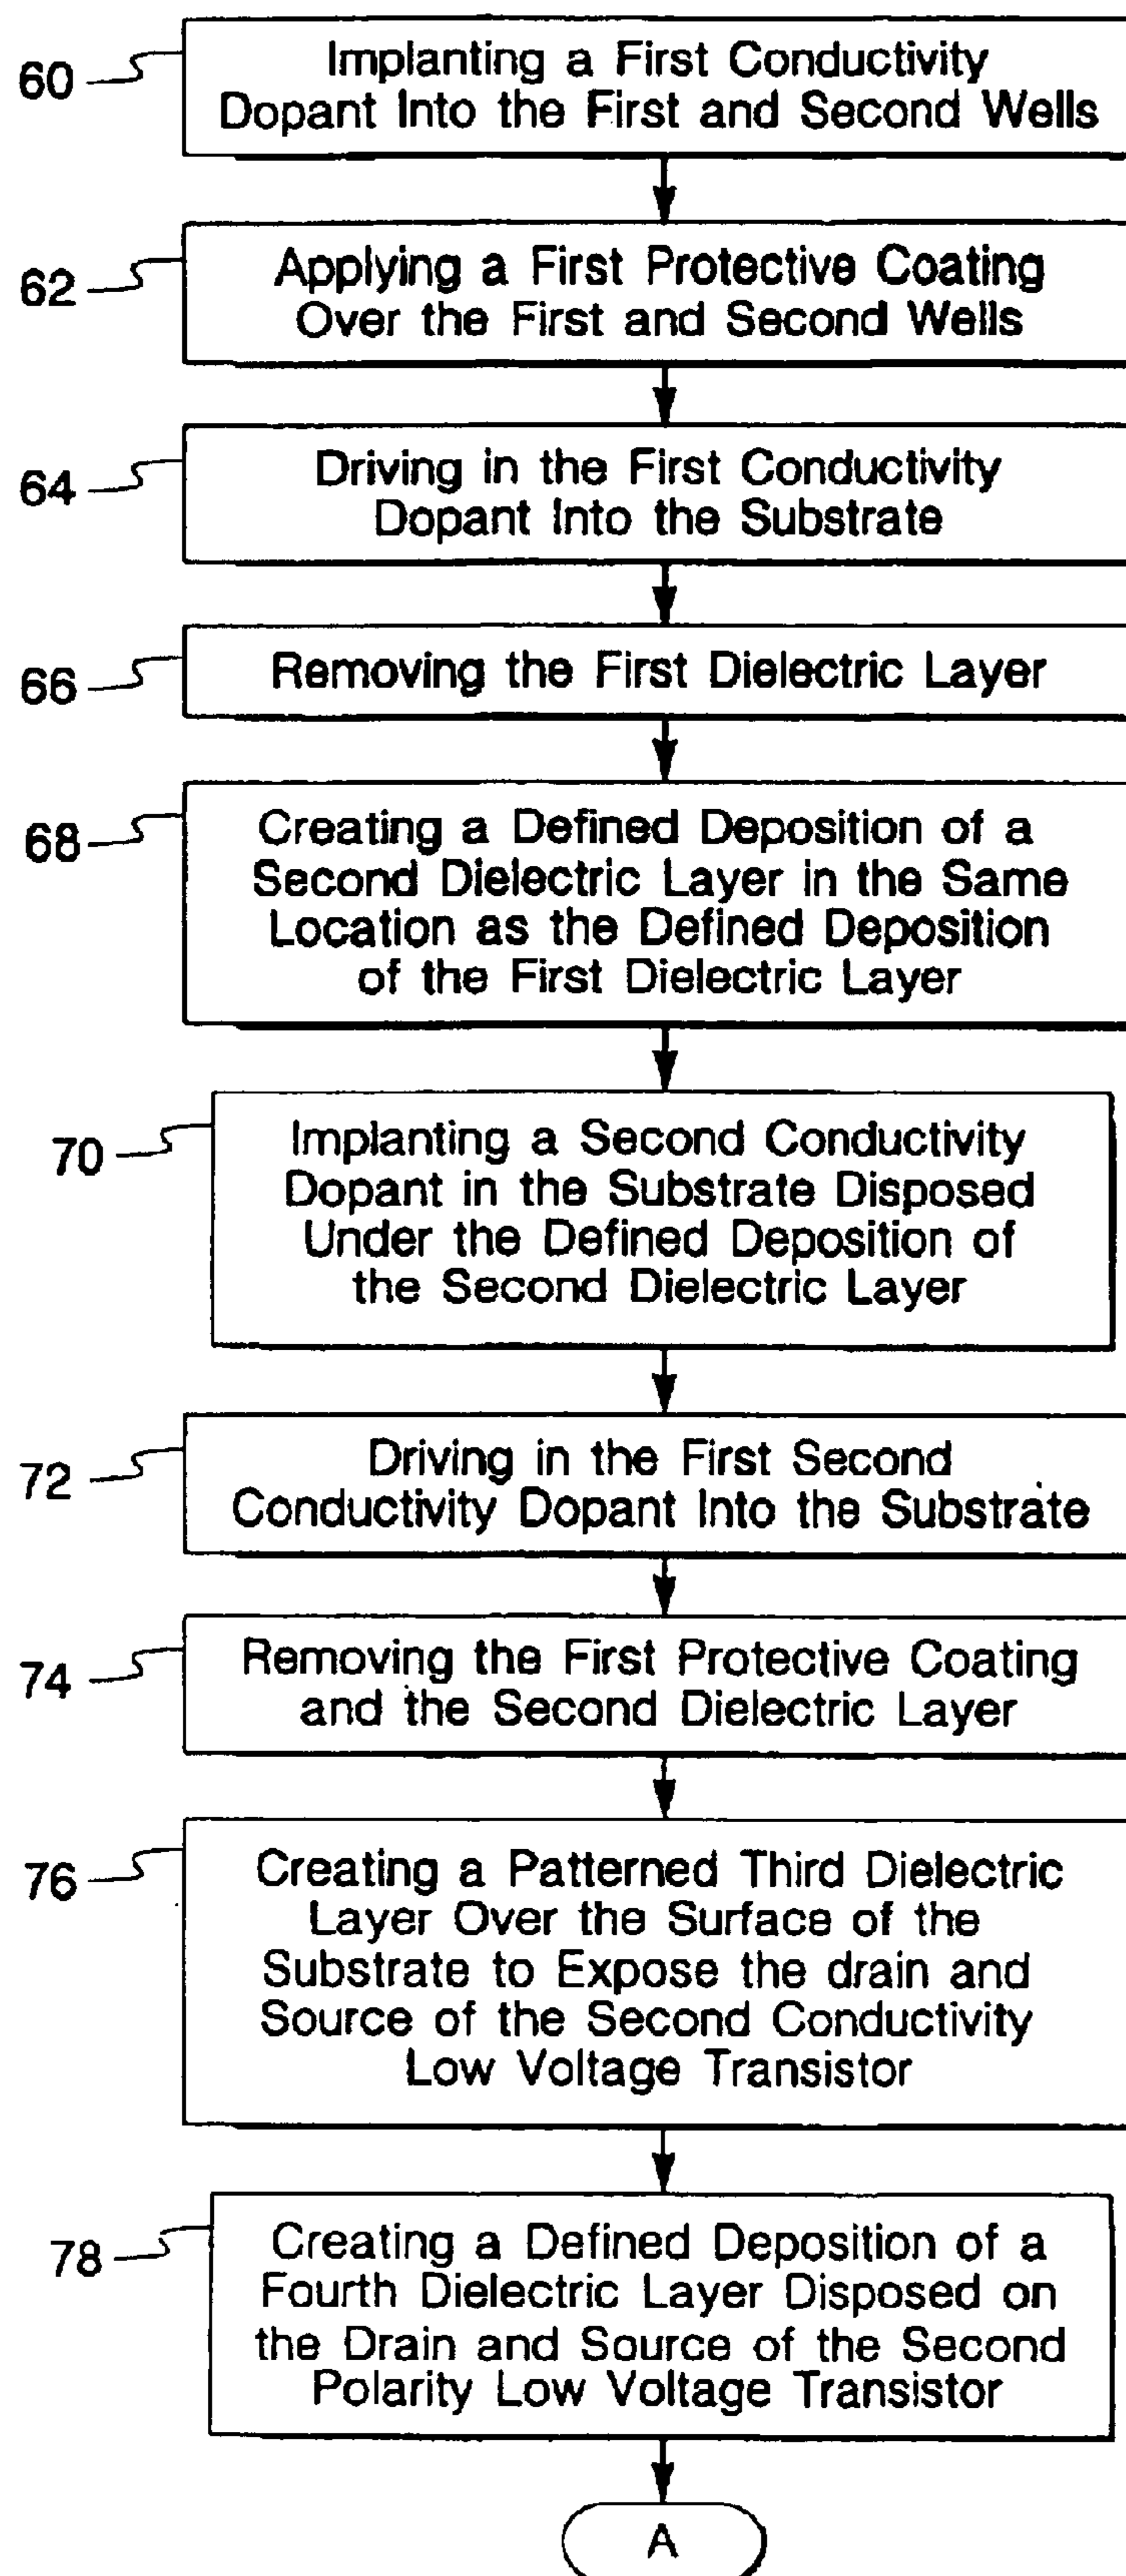 60
Implanting a First Conductivity
Dopant Into the First and Second Wells
62
Applying a First Protective Coating
Over the First and Second Wells
64
Driving in the First Conductivity
Dopant Into the Substrate
66
Removing the First Dielectric Layer
68
Creating a Defined Deposition of a
Second Dielectric Layer in the Same
Location as the Defined Deposition
of the First Dielectric Layer
70
Implanting a Second Conductivity
Dopant in the Substrate Disposed
Under the Defined Deposition of
the Second Dielectric Layer
72
Driving in the First Second
Conductivity Dopant Into the Substrate
74
Removing the First Protective Coating
and the Second Dielectric Layer
76
Creating a Patterned Third Dielectric
Layer Over the Surface of the
Substrate to Expose the drain and
Source of the Second Conductivity
Low Voltage Transistor
78
Creating a Defined Deposition of a
Fourth Dielectric Layer Disposed on
the Drain and Source of the Second
Polarity Low Voltage Transistor
A